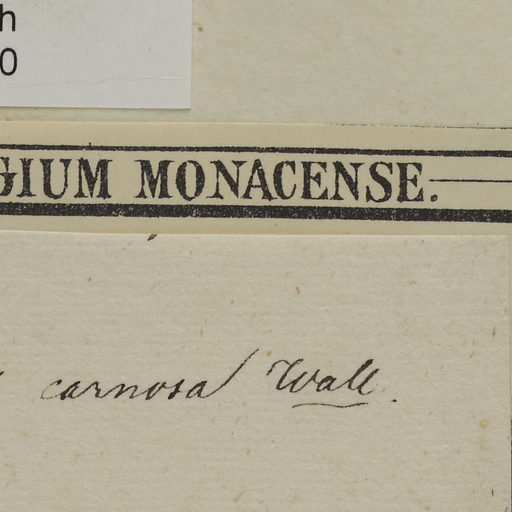 h
0
GIUM MONACENSE.
carnosa Wall.